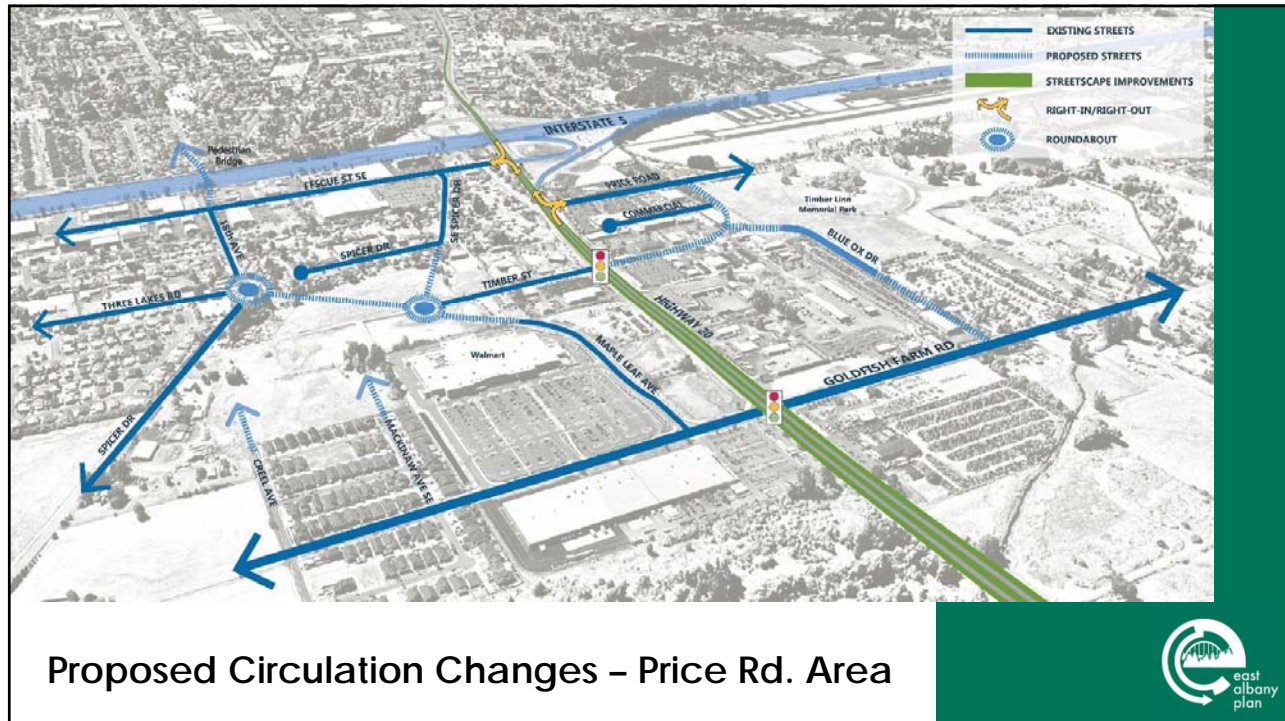 EXISTING STREETS
PROPOSED STREETS
STREETSCAPE IMPROVEMENTS
RIGHT-IN/RIGHT-OUT
ROUNDABOUT
INTERSTATE 5
Pedestrian
Bridge
FESCUE ST SE
18th AVE
SE SPICER DR
SPICER DR
THREE LAKES RD
TIMBER ST
PRICE ROAD
COMMERCIAL
Timber Linn
Memorial Park
BLUE OX DR
HIGHWAY 20
GOLDFISH FARM RD
Walmart
MAPLE LEAF AVE
SPICER DR
CREEL AVE
MACKINAW AVE SE
Proposed Circulation Changes – Price Rd. Area
east
albany
plan